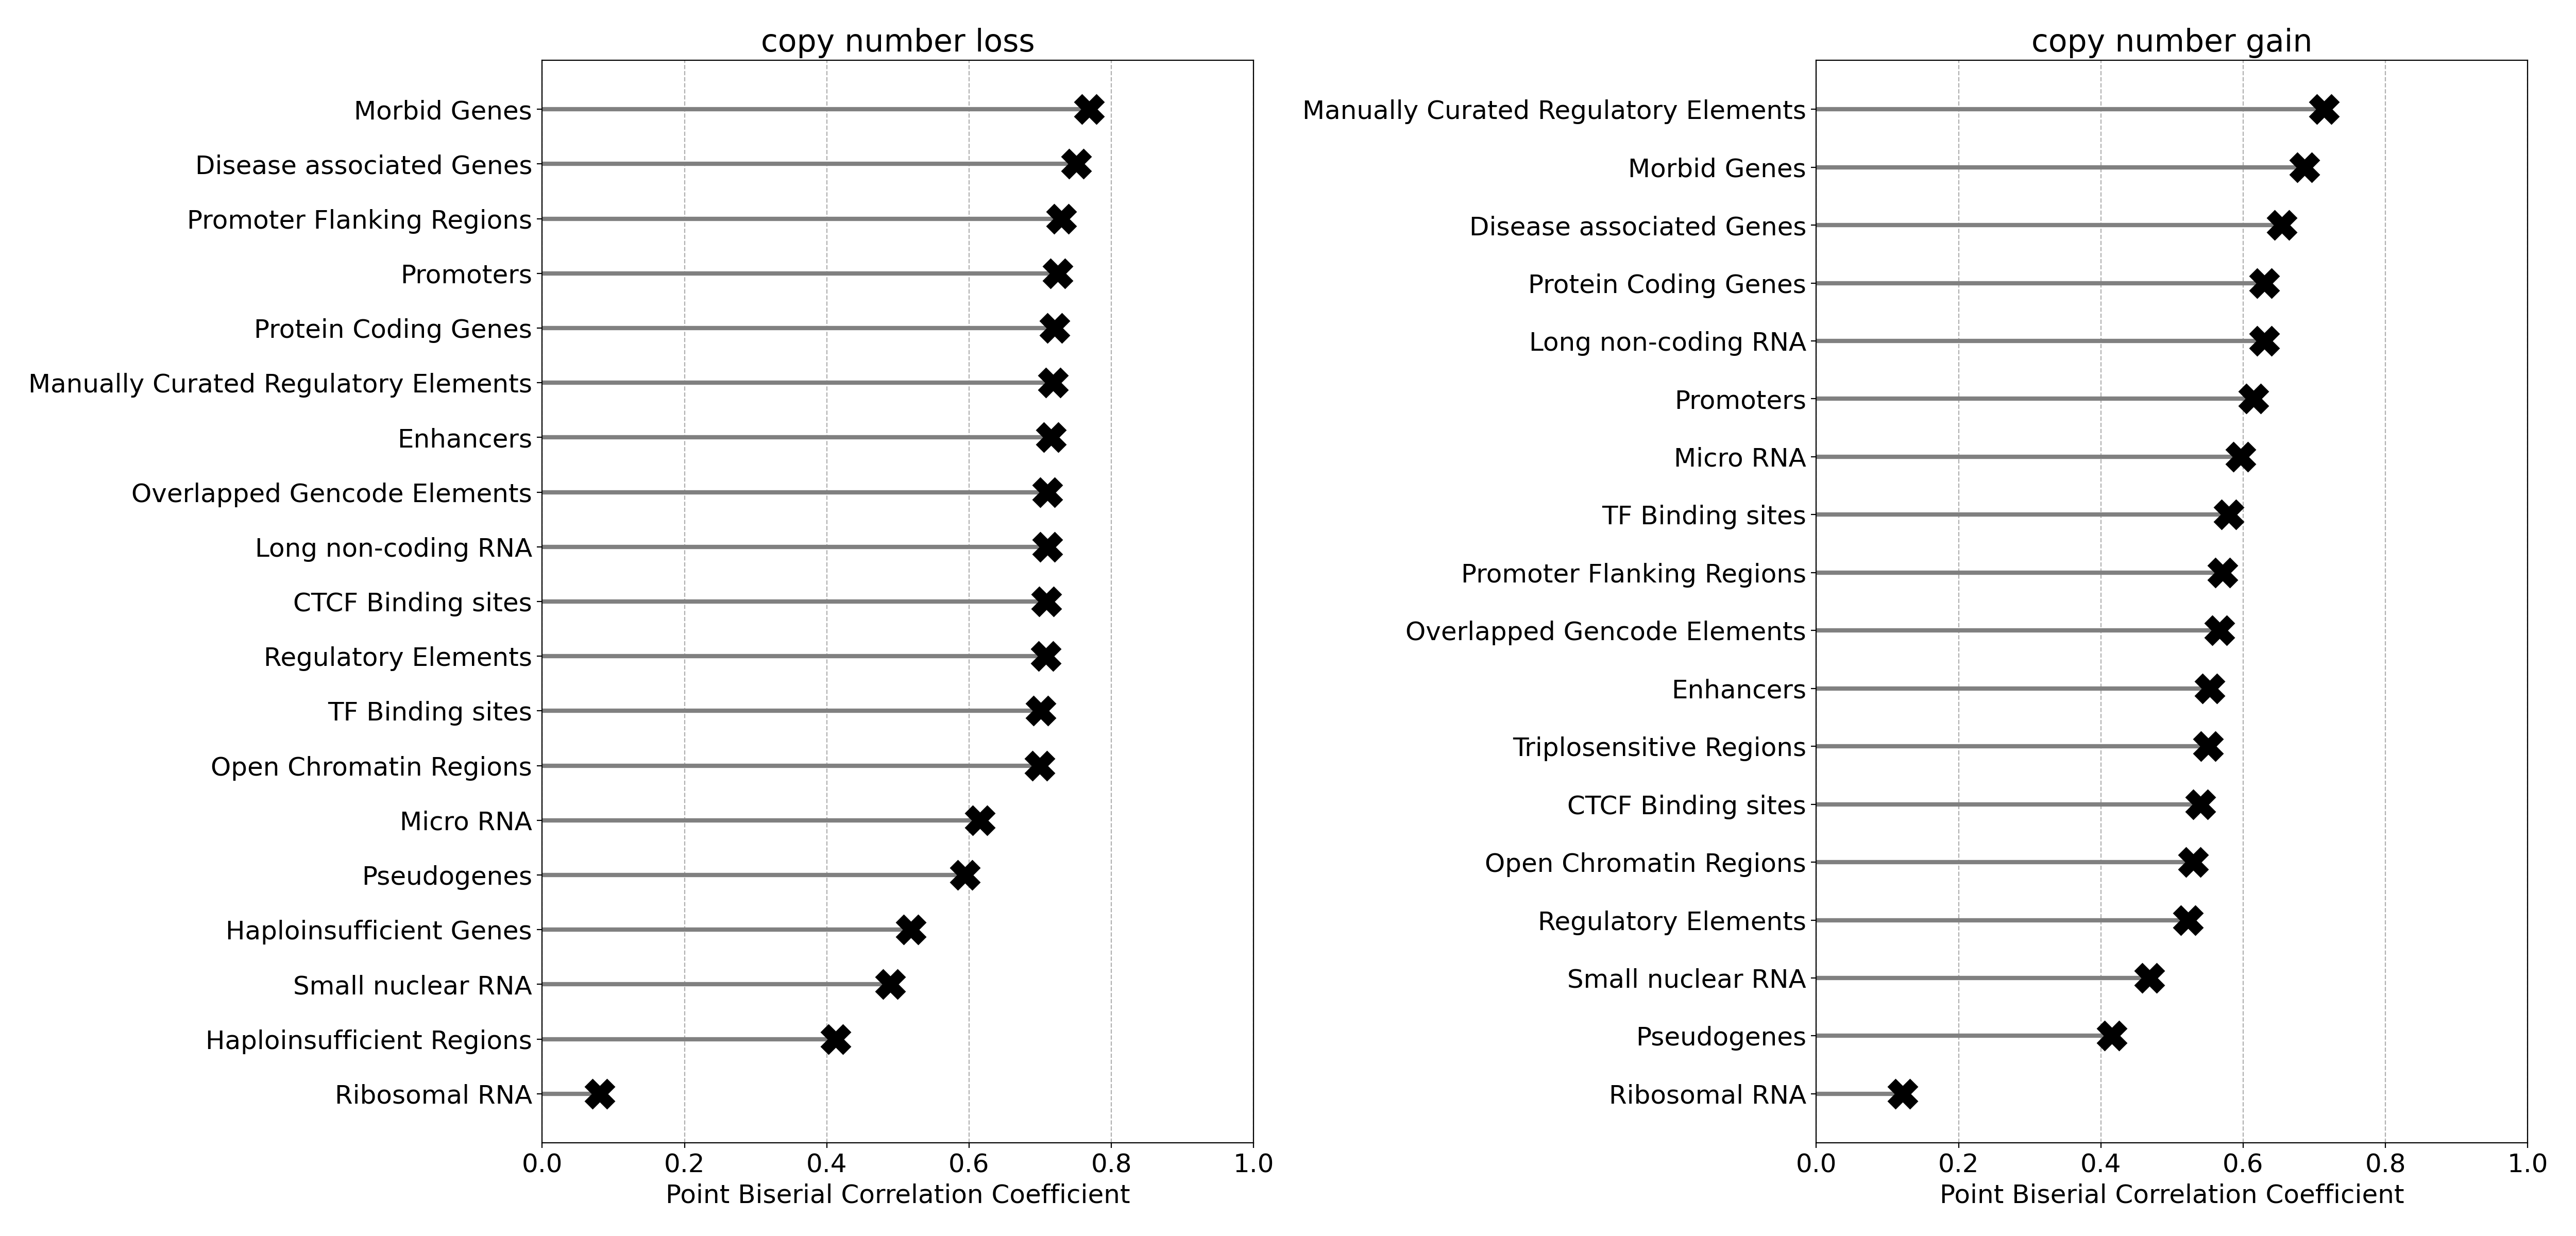 copy number loss
Morbid Genes
Disease associated Genes
Promoter Flanking Regions
Promoters
Protein Coding Genes
Manually Curated Regulatory Elements
Enhancers
Overlapped Gencode Elements
Long non-coding RNA
CTCF Binding sites
Regulatory Elements
TF Binding sites
Open Chromatin Regions
Micro RNA
Pseudogenes
Haploinsufficient Genes
Small nuclear RNA
Haploinsufficient Regions
Ribosomal RNA
0.0 0.2 0.4 0.6 0.8 1.0
Point Biserial Correlation Coefficient
copy number gain
Manually Curated Regulatory Elements
Morbid Genes
Disease associated Genes
Protein Coding Genes
Long non-coding RNA
Promoters
Micro RNA
TF Binding sites
Promoter Flanking Regions
Overlapped Gencode Elements
Enhancers
Triplosensitive Regions
CTCF Binding sites
Open Chromatin Regions
Regulatory Elements
Small nuclear RNA
Pseudogenes
Ribosomal RNA
0.0 0.2 0.4 0.6 0.8 1.0
Point Biserial Correlation Coefficient